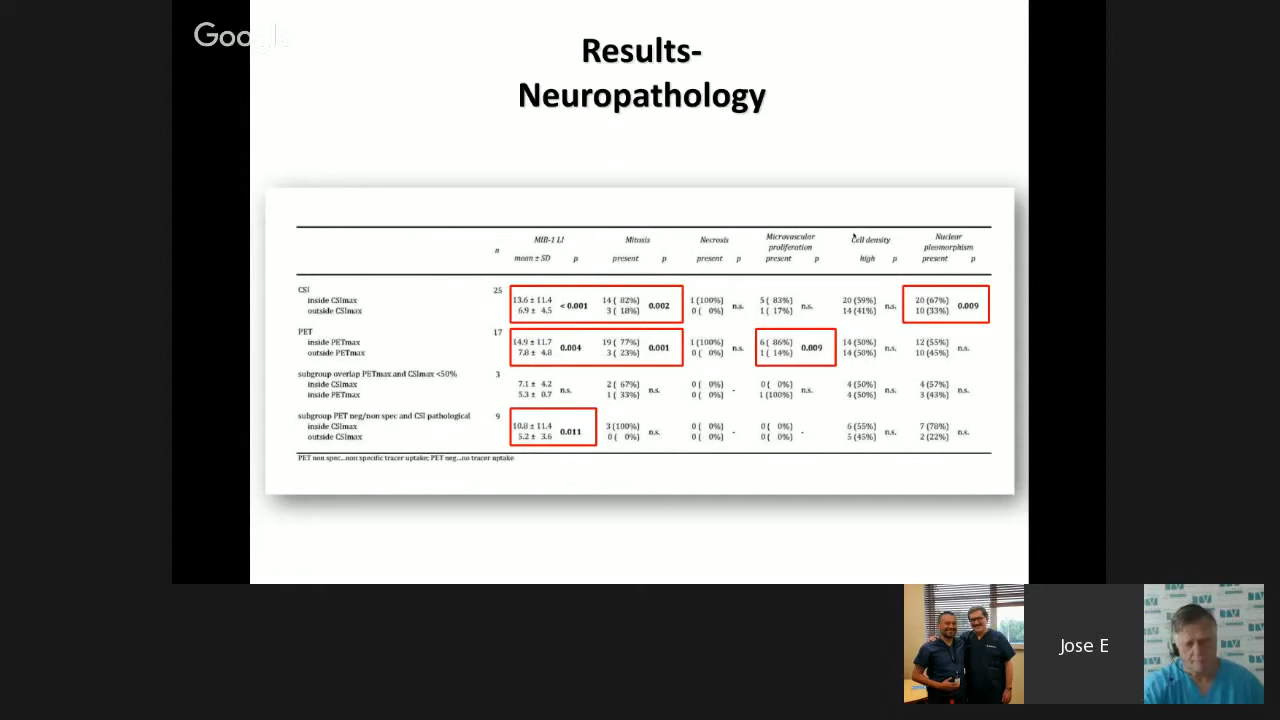 Google
Results-
Neuropathology
n MIB-1 LI Mitosis Necrosis Microvascular proliferation Cell density Nuclear pleomorphism
mean ± SD p present p present p present p high p present p
CSI 25
inside CSImax 13.6 ± 11.4 < 0.001 14 ( 82%) 0.002 1 (100%) n.s. 5 ( 83%) n.s. 20 (59%) n.s. 20 (67%) 0.009
outside CSImax 6.9 ± 4.5 3 ( 18%) 0 ( 0%) 1 ( 17%) 14 (41%) 10 (33%)
PET 17
inside PETmax 14.9 ± 11.7 0.004 19 ( 77%) 0.001 1 (100%) n.s. 6 ( 86%) 0.009 14 (50%) n.s. 12 (55%) n.s.
outside PETmax 7.8 ± 4.8 3 ( 23%) 0 ( 0%) 1 ( 14%) 14 (50%) 10 (45%)
subgroup overlap PETmax and CSImax <50% 3
inside CSImax 7.1 ± 4.2 n.s. 2 ( 67%) n.s. 0 ( 0%) - 0 ( 0%) n.s. 4 (50%) n.s. 4 (57%) n.s.
inside PETmax 5.3 ± 0.7 1 ( 33%) 0 ( 0%) 1 (100%) 4 (50%) 3 (43%)
subgroup PET neg/non spec and CSI pathological 9
inside CSImax 10.8 ± 11.4 0.011 3 (100%) n.s. 0 ( 0%) - 0 ( 0%) - 6 (55%) n.s. 7 (78%) n.s.
outside CSImax 5.2 ± 3.6 0 ( 0%) 0 ( 0%) 0 ( 0%) 5 (45%) 2 (22%)
PET non spec...non specific tracer uptake; PET neg...no tracer uptake
Jose E